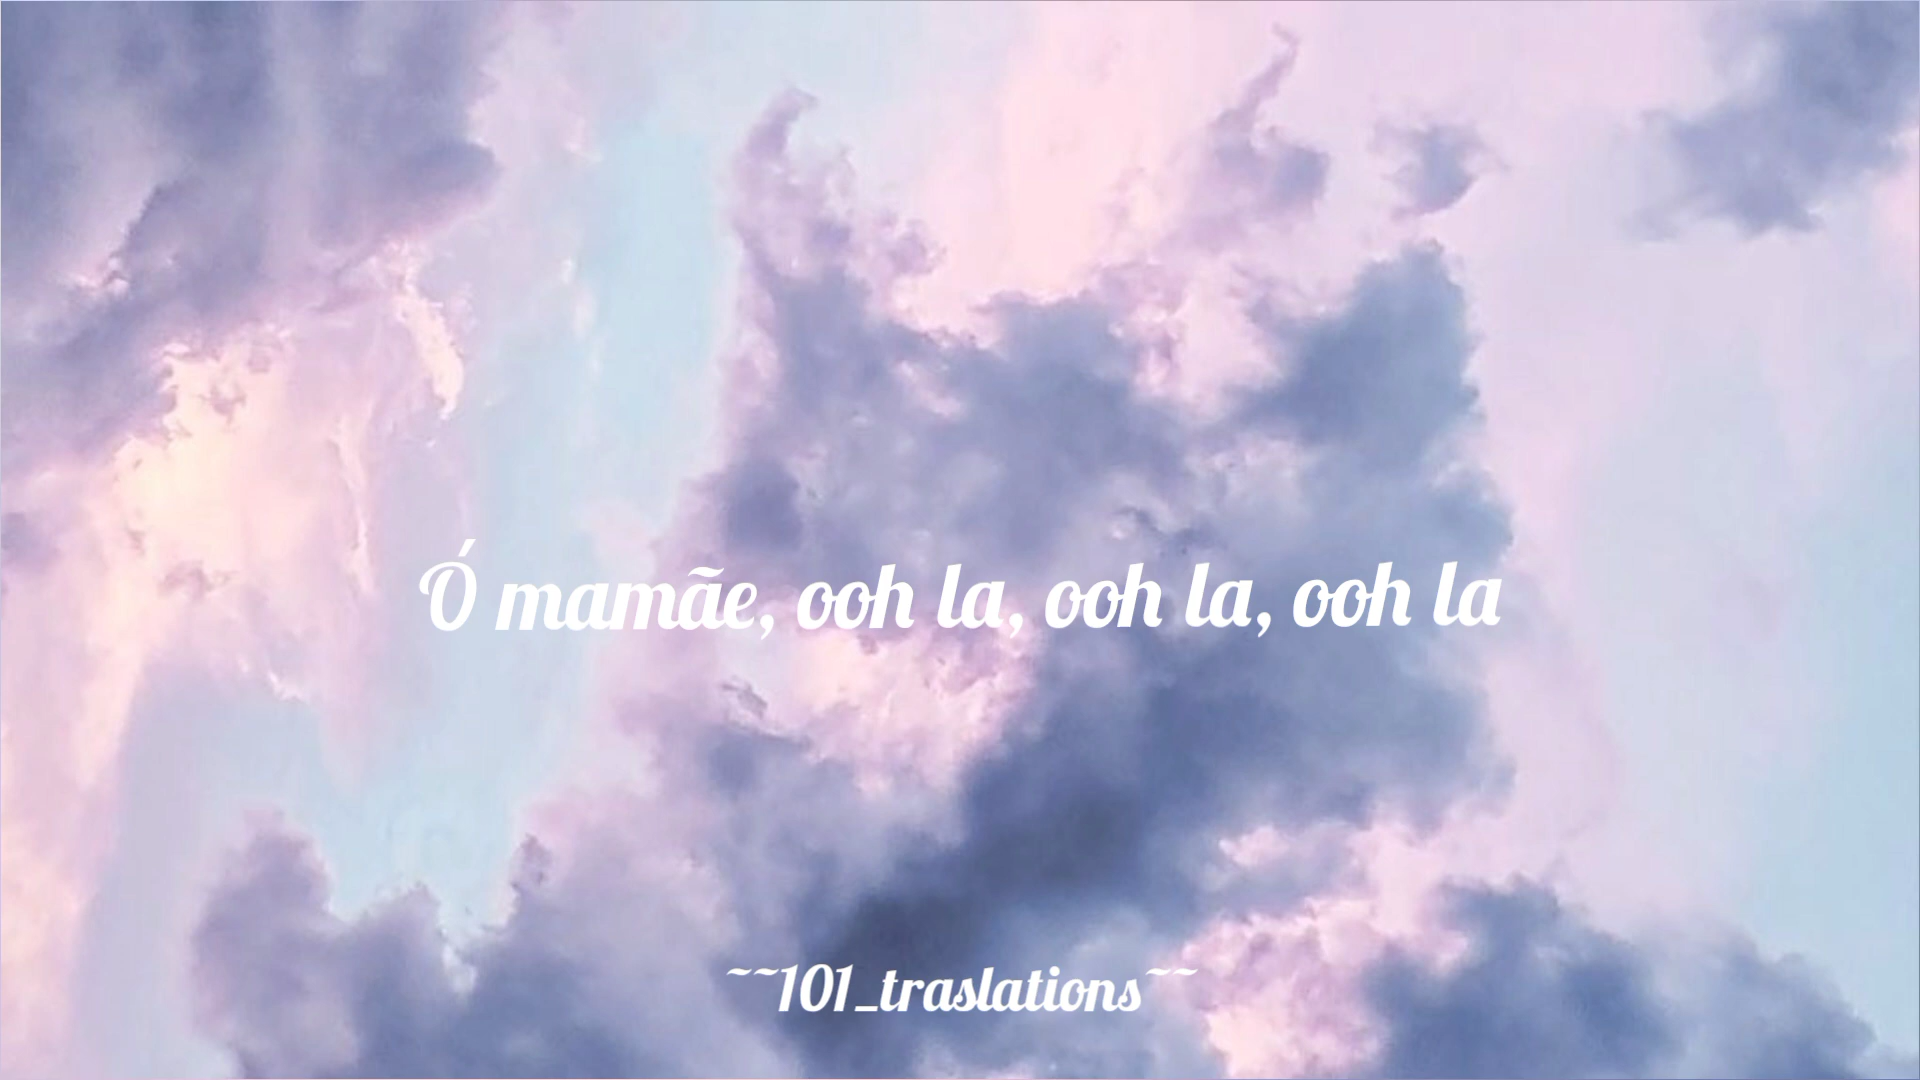 Ó mamãe, ooh la, ooh la, ooh la
~~101_traslations~~